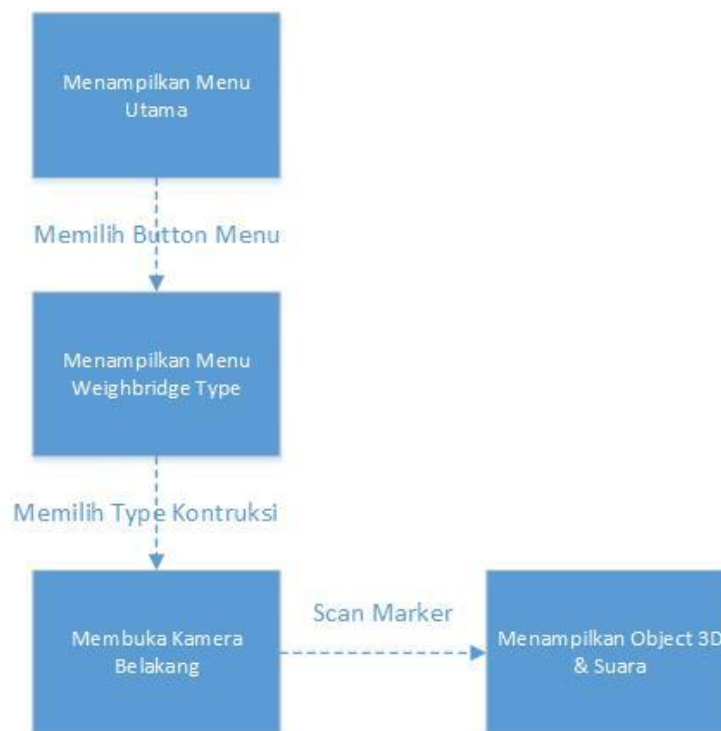 Menampilkan Menu
Utama
Memilih Button Menu
Menampilkan Menu
Weighbridge Type
Memilih Type Kontruksi
Membuka Kamera
Belakang
Scan Marker
Menampilkan Object 3D
& Suara